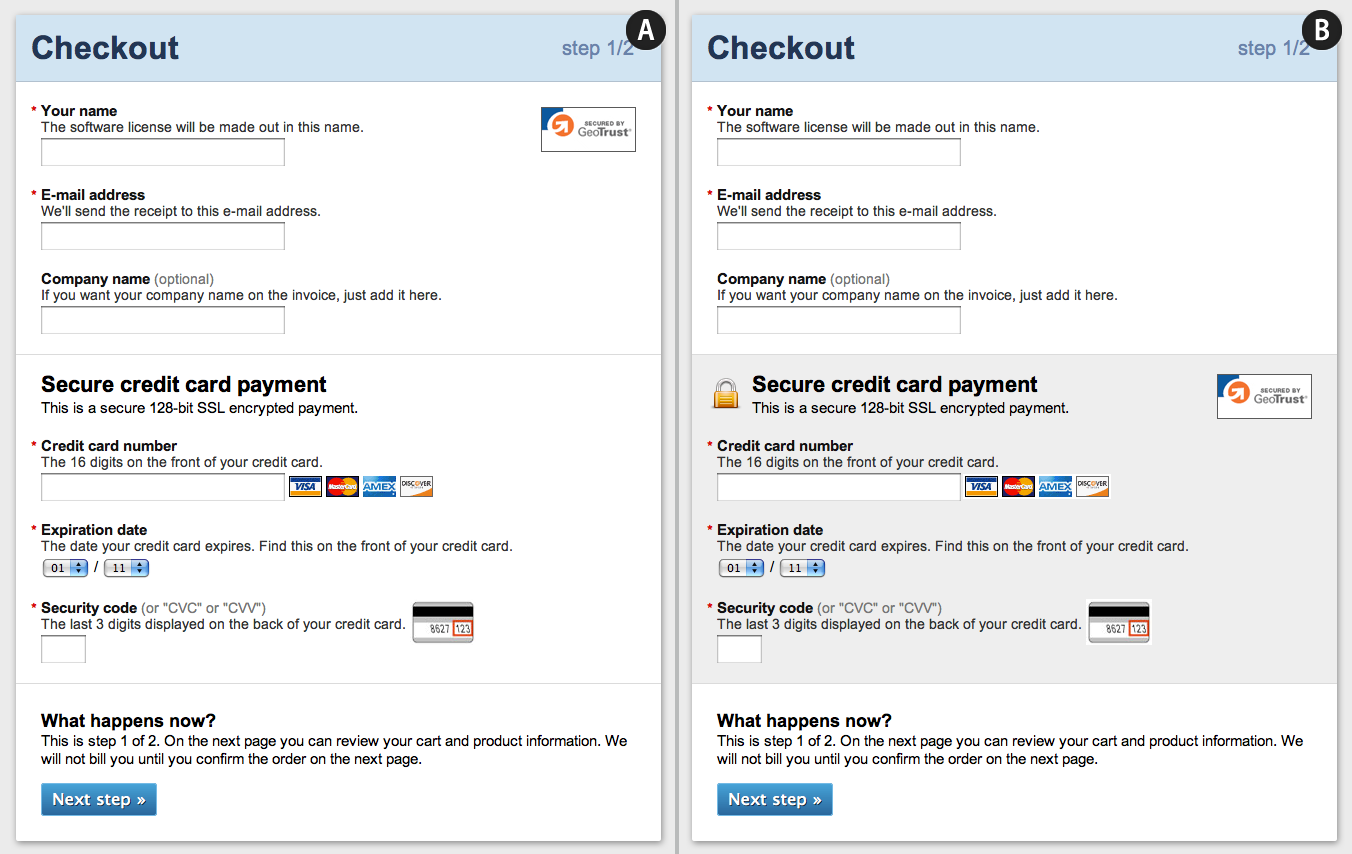 A
Checkout
step 1/2
* Your name
The software license will be made out in this name.
SECURED BY
GeoTrust®
* E-mail address
We'll send the receipt to this e-mail address.
Company name (optional)
If you want your company name on the invoice, just add it here.
Secure credit card payment
This is a secure 128-bit SSL encrypted payment.
* Credit card number
The 16 digits on the front of your credit card.
VISA MasterCard AMEX DISCOVER
* Expiration date
The date your credit card expires. Find this on the front of your credit card.
01 / 11
* Security code (or "CVC" or "CVV")
The last 3 digits displayed on the back of your credit card.
8627 123
What happens now?
This is step 1 of 2. On the next page you can review your cart and product information. We
will not bill you until you confirm the order on the next page.
Next step »
B
Checkout
step 1/2
* Your name
The software license will be made out in this name.
* E-mail address
We'll send the receipt to this e-mail address.
Company name (optional)
If you want your company name on the invoice, just add it here.
Secure credit card payment
This is a secure 128-bit SSL encrypted payment.
SECURED BY
GeoTrust®
* Credit card number
The 16 digits on the front of your credit card.
VISA MasterCard AMEX DISCOVER
* Expiration date
The date your credit card expires. Find this on the front of your credit card.
01 / 11
* Security code (or "CVC" or "CVV")
The last 3 digits displayed on the back of your credit card.
8627 123
What happens now?
This is step 1 of 2. On the next page you can review your cart and product information. We
will not bill you until you confirm the order on the next page.
Next step »